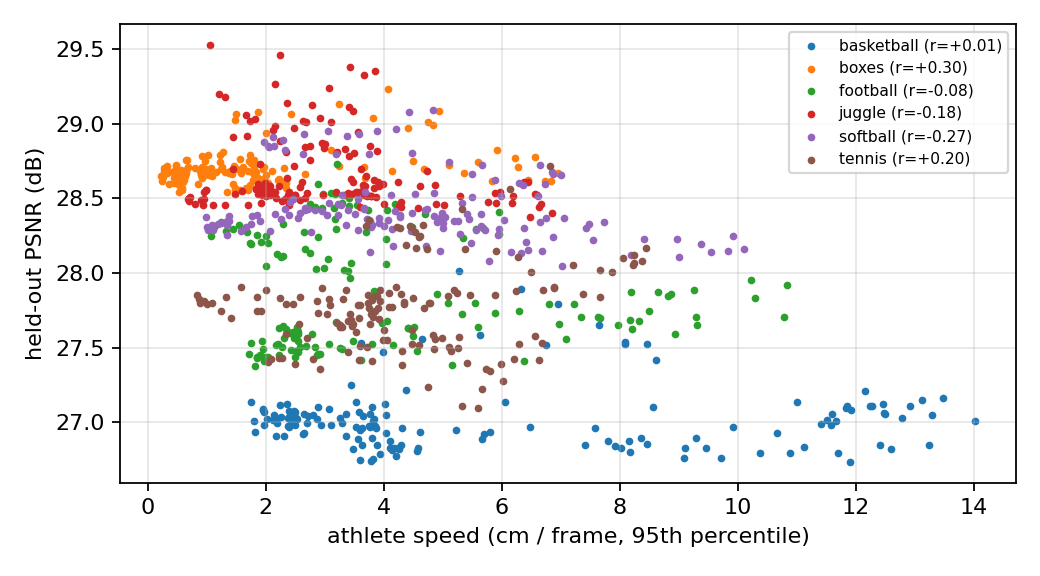 29.5
29.0
28.5
28.0
27.5
27.0
held-out PSNR (dB)
basketball (r=+0.01)
boxes (r=+0.30)
football (r=-0.08)
juggle (r=-0.18)
softball (r=-0.27)
tennis (r=+0.20)
0 2 4 6 8 10 12 14
athlete speed (cm / frame, 95th percentile)